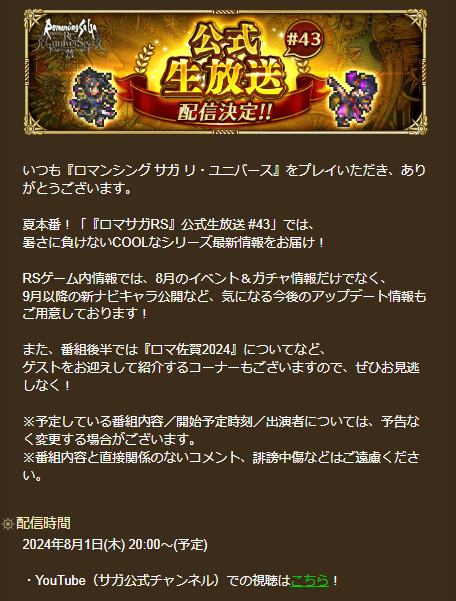 Romancing SaGa
Re;univerSe
公式
生放送
#43
配信決定!!
いつも『ロマンシング サガ リ・ユニバース』をプレイいただき、あり
がとうございます。
夏本番！「『ロマサガRS』公式生放送 #43」では、
暑さに負けないCOOLなシリーズ最新情報をお届け！
RSゲーム内情報では、8月のイベント＆ガチャ情報だけでなく、
9月以降の新ナビキャラ公開など、気になる今後のアップデート情報も
ご用意しております！
また、番組後半では『ロマ佐賀2024』についてなど、
ゲストをお迎えして紹介するコーナーもございますので、ぜひお見逃
しなく！
※予定している番組内容／開始予定時刻／出演者については、予告な
く変更する場合がございます。
※番組内容と直接関係のないコメント、誹謗中傷などはご遠慮くださ
い。
配信時間
2024年8月1日(木) 20:00～(予定)
・YouTube（サガ公式チャンネル）での視聴はこちら！